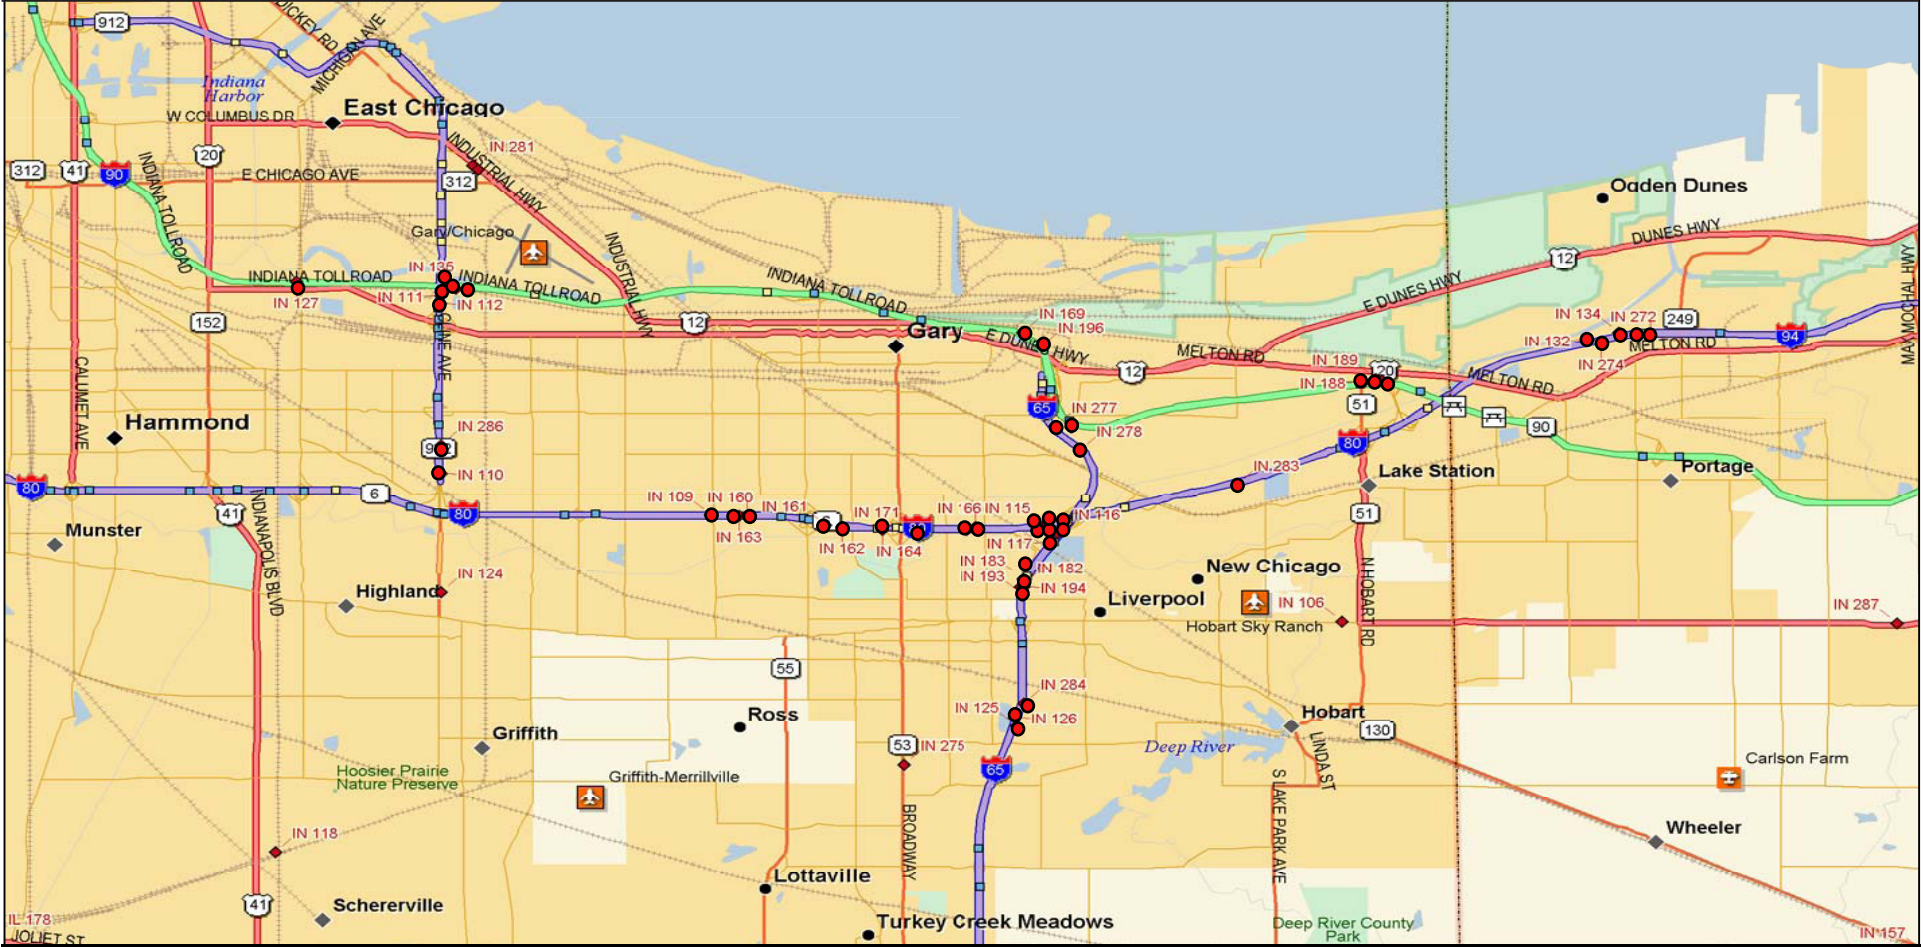 912
DICKEY RD
MICHIGAN AVE
Indiana
Harbor
East Chicago
W COLUMBUS DR
IN 281
INDUSTRIAL HWY
312
41
90
20
E CHICAGO AVE
312
INDIANA TOLLROAD
Ogden Dunes
DUNES HWY
Gary/Chicago
INDUSTRIAL HWY
12
E DUNES HWY
MAX MOCHAL HWY
INDIANA TOLLROAD
IN 135
INDIANA TOLLROAD
INDIANA TOLLROAD
IN 127
IN 111
IN 112
152
CLINE AVE
12
Gary
IN 169
IN 196
E DUNES HWY
MELTON RD
12
IN 134
IN 272
249
IN 132
MELTON RD
94
IN 274
IN 189
20
IN 188
MELTON RD
CALUMET AVE
65
IN 277
51
IN 278
90
Hammond
IN 286
IN 110
80
IN 283
Lake Station
Portage
80
6
41
INDIANAPOLIS BLVD
80
IN 109
IN 160
IN 161
IN 163
IN 162
IN 171
IN 164
IN 166
IN 115
IN 116
IN 117
51
Munster
IN 183
IN 182
IN 193
IN 194
New Chicago
N HOBART RD
Highland
IN 124
Liverpool
IN 106
Hobart Sky Ranch
IN 287
55
IN 284
IN 125
IN 126
Ross
Griffith
53
IN 275
Deep River
Hobart
130
LINDA ST
Hoosier Prairie
Nature Preserve
Griffith-Merrillville
65
S LAKE PARK AVE
Carlson Farm
BROADWAY
IN 118
Wheeler
Lottaville
41
Schererville
Turkey Creek Meadows
Deep River County
Park
IL 178
JOLIET ST
IN 157